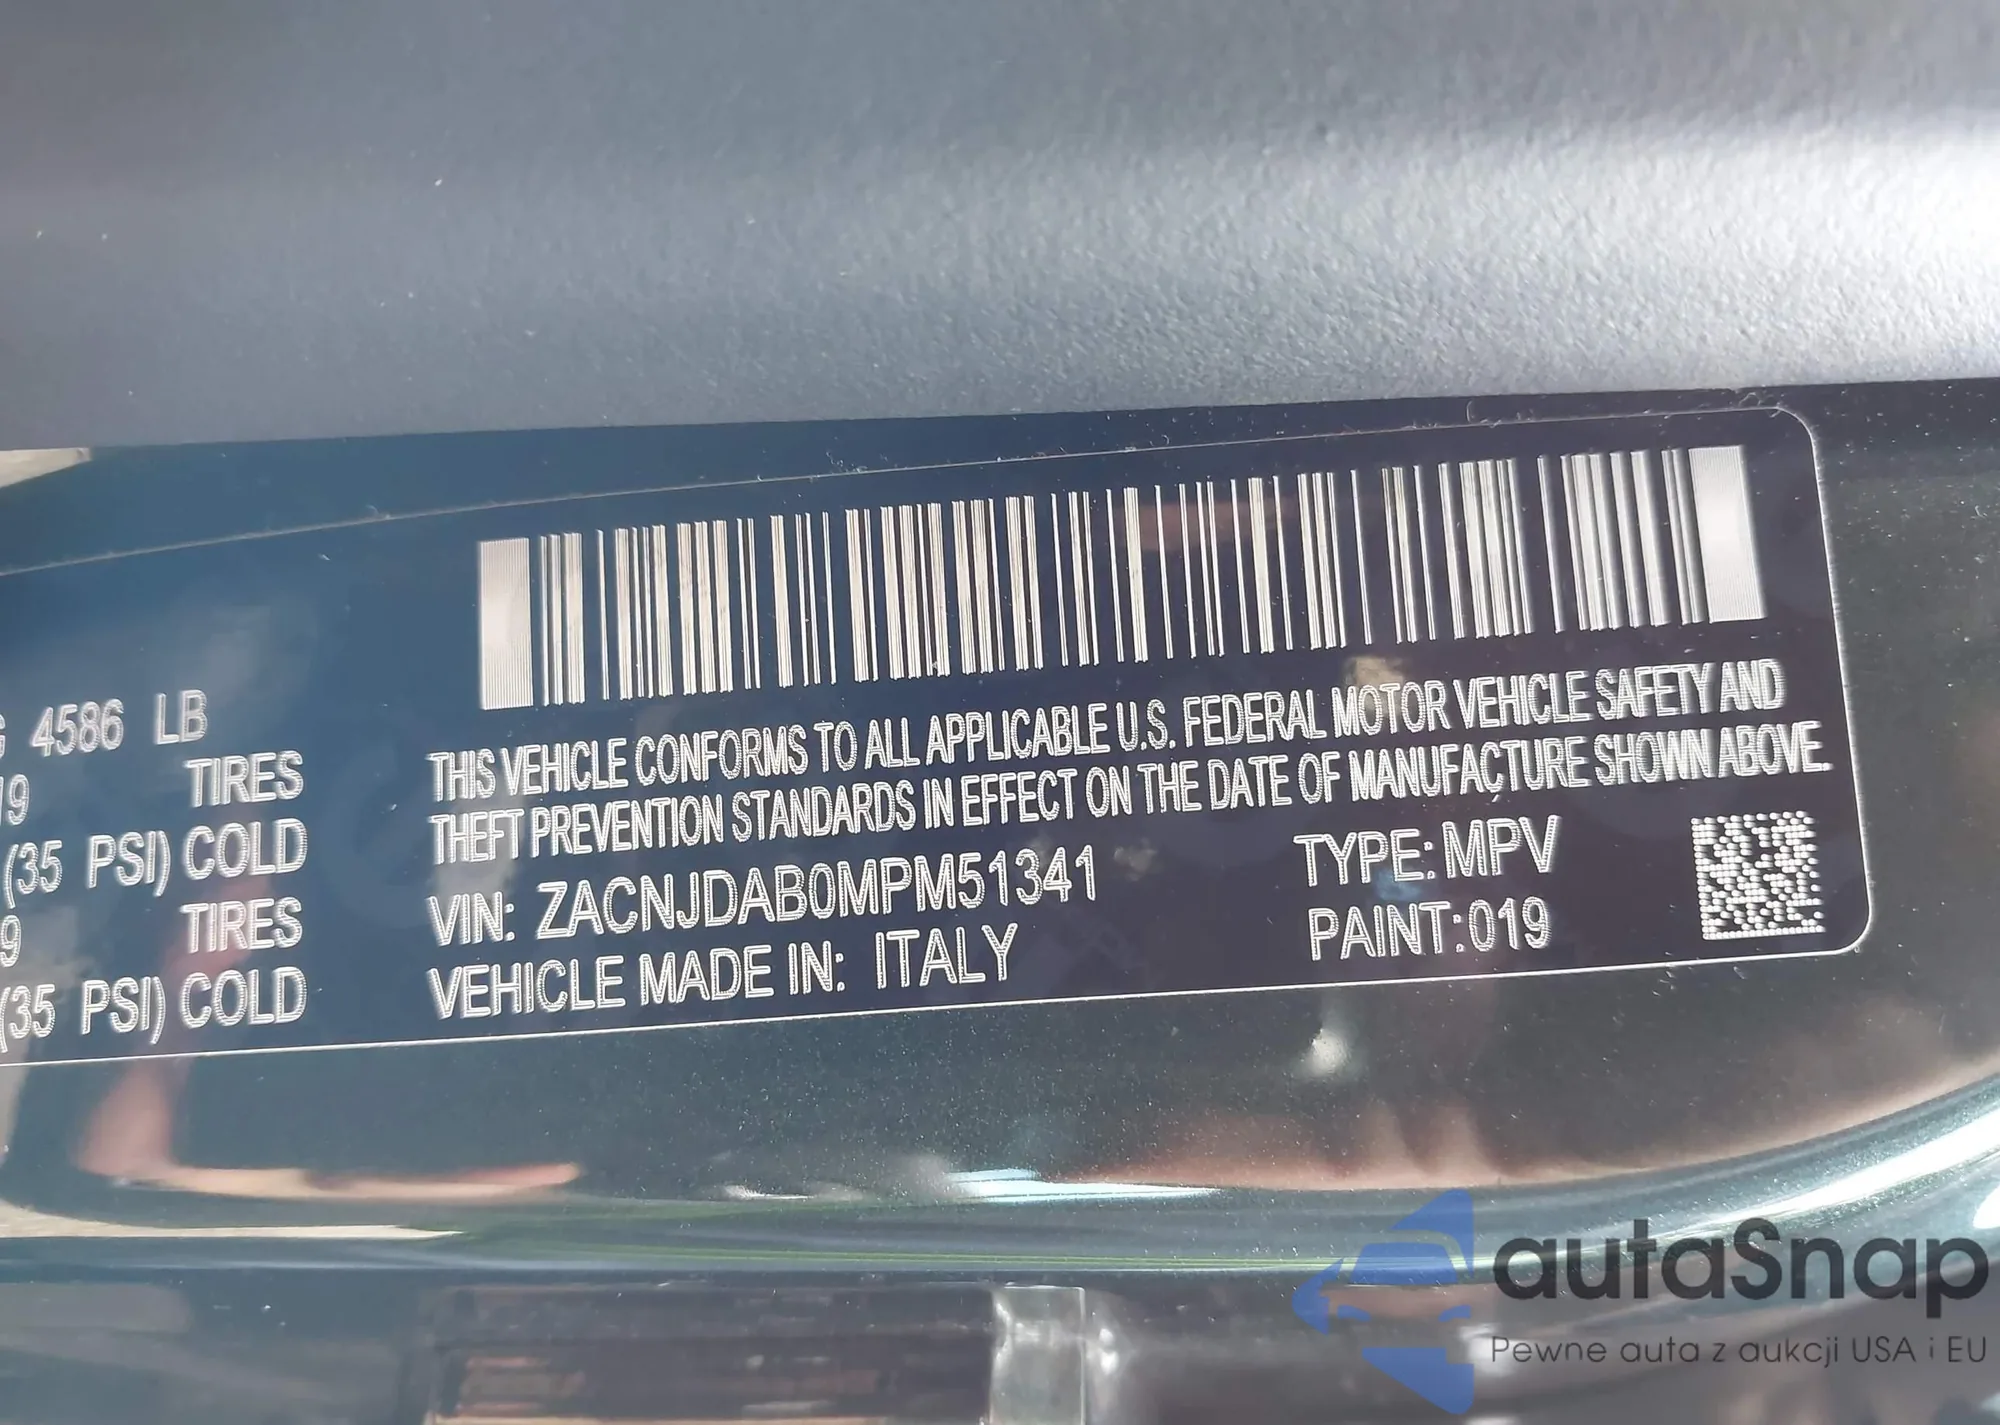 4586 LB
19 TIRES
(35 PSI) COLD
9 TIRES
(35 PSI) COLD
THIS VEHICLE CONFORMS TO ALL APPLICABLE U.S. FEDERAL MOTOR VEHICLE SAFETY AND
THEFT PREVENTION STANDARDS IN EFFECT ON THE DATE OF MANUFACTURE SHOWN ABOVE.
VIN: ZACNJDAB0MPM51341 TYPE: MPV
VEHICLE MADE IN: ITALY PAINT: 019
autaSnap
Pewne auta z aukcji USA i EU